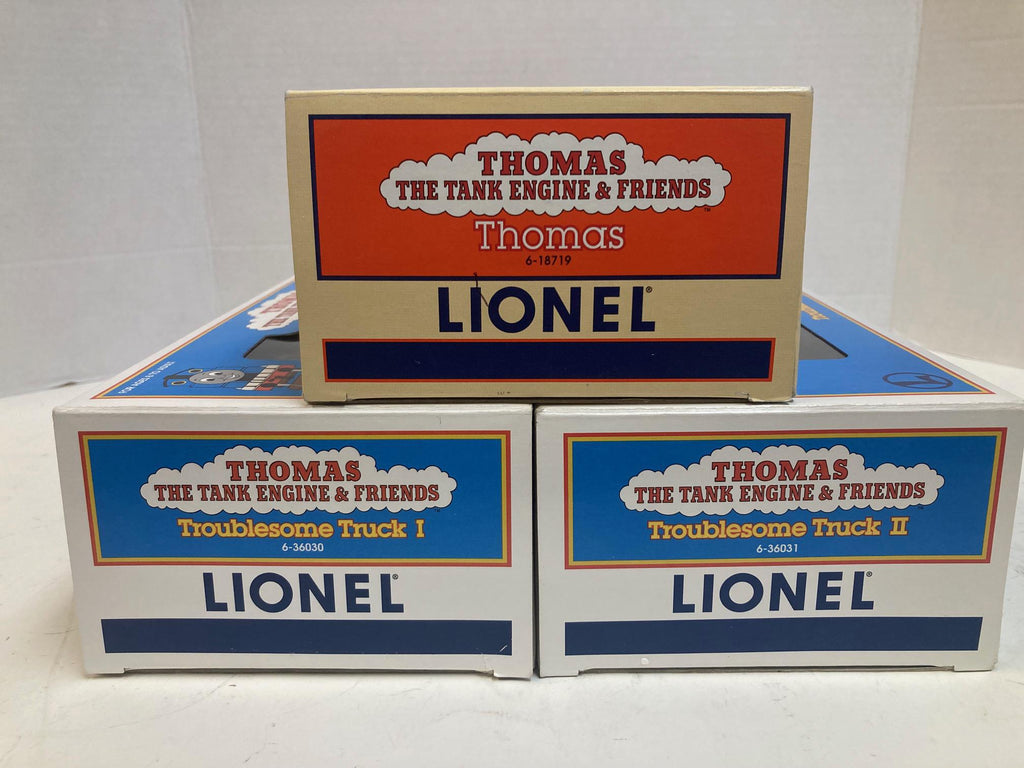 THOMAS
THE TANK ENGINE & FRIENDS™
Thomas
6-18719
LIONEL®
THOMAS
THE TANK ENGINE & FRIENDS
Troublesome Truck I
6-36030
LIONEL®
THOMAS
THE TANK ENGINE & FRIENDS
Troublesome Truck II
6-36031
LIONEL®